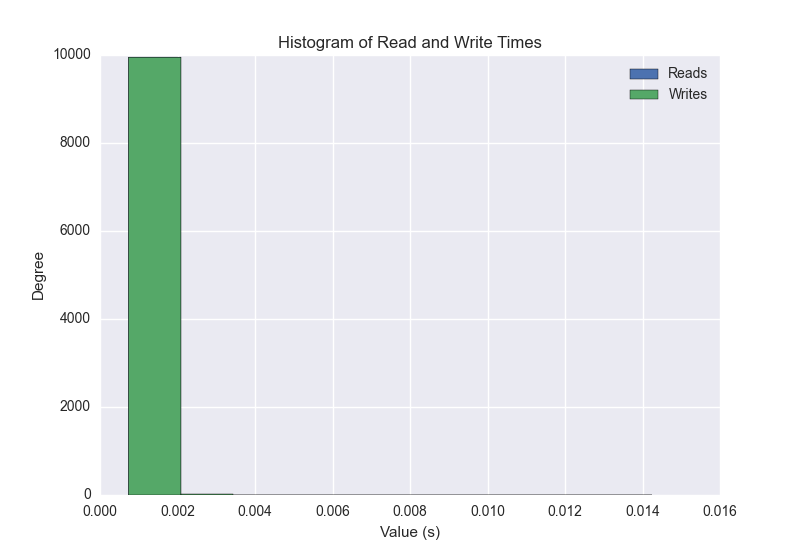 Histogram of Read and Write Times
10000
8000
6000
4000
2000
0
Degree
Reads
Writes
0.000 0.002 0.004 0.006 0.008 0.010 0.012 0.014 0.016
Value (s)